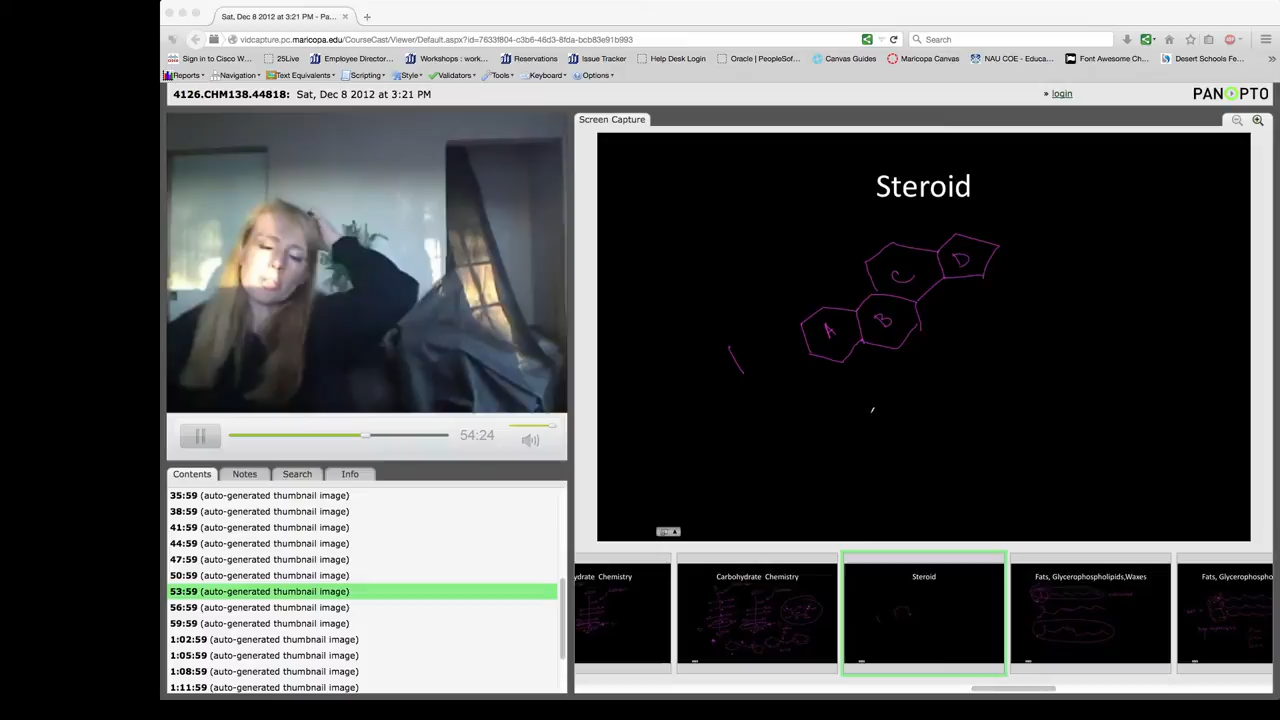 Sat, Dec 8 2012 at 3:21 PM - Pa...
vidcapture.pc.maricopa.edu/CourseCast/Viewer/Default.aspx?id=7633f804-c3b6-46d3-8fda-bcb83e91b993
Search
Sign in to Cisco W... 25Live Employee Director... Workshops : work... Reservations Issue Tracker Help Desk Login Oracle | PeopleSof... Canvas Guides Maricopa Canvas NAU COE - Educa... Font Awesome Ch... Desert Schools Fe...
Reports Navigation Text Equivalents Scripting Style Validators Tools Keyboard Options
4126.CHM138.44818: Sat, Dec 8 2012 at 3:21 PM
» login
PANOPTO
Screen Capture
Steroid
C D
A B
54:24
Contents Notes Search Info
35:59 (auto-generated thumbnail image)
38:59 (auto-generated thumbnail image)
41:59 (auto-generated thumbnail image)
44:59 (auto-generated thumbnail image)
47:59 (auto-generated thumbnail image)
50:59 (auto-generated thumbnail image)
53:59 (auto-generated thumbnail image)
56:59 (auto-generated thumbnail image)
59:59 (auto-generated thumbnail image)
1:02:59 (auto-generated thumbnail image)
1:05:59 (auto-generated thumbnail image)
1:08:59 (auto-generated thumbnail image)
1:11:59 (auto-generated thumbnail image)
ydrate Chemistry
Carbohydrate Chemistry
Steroid
Fats, Glycerophospolipids,Waxes
Fats, Glycerophospho